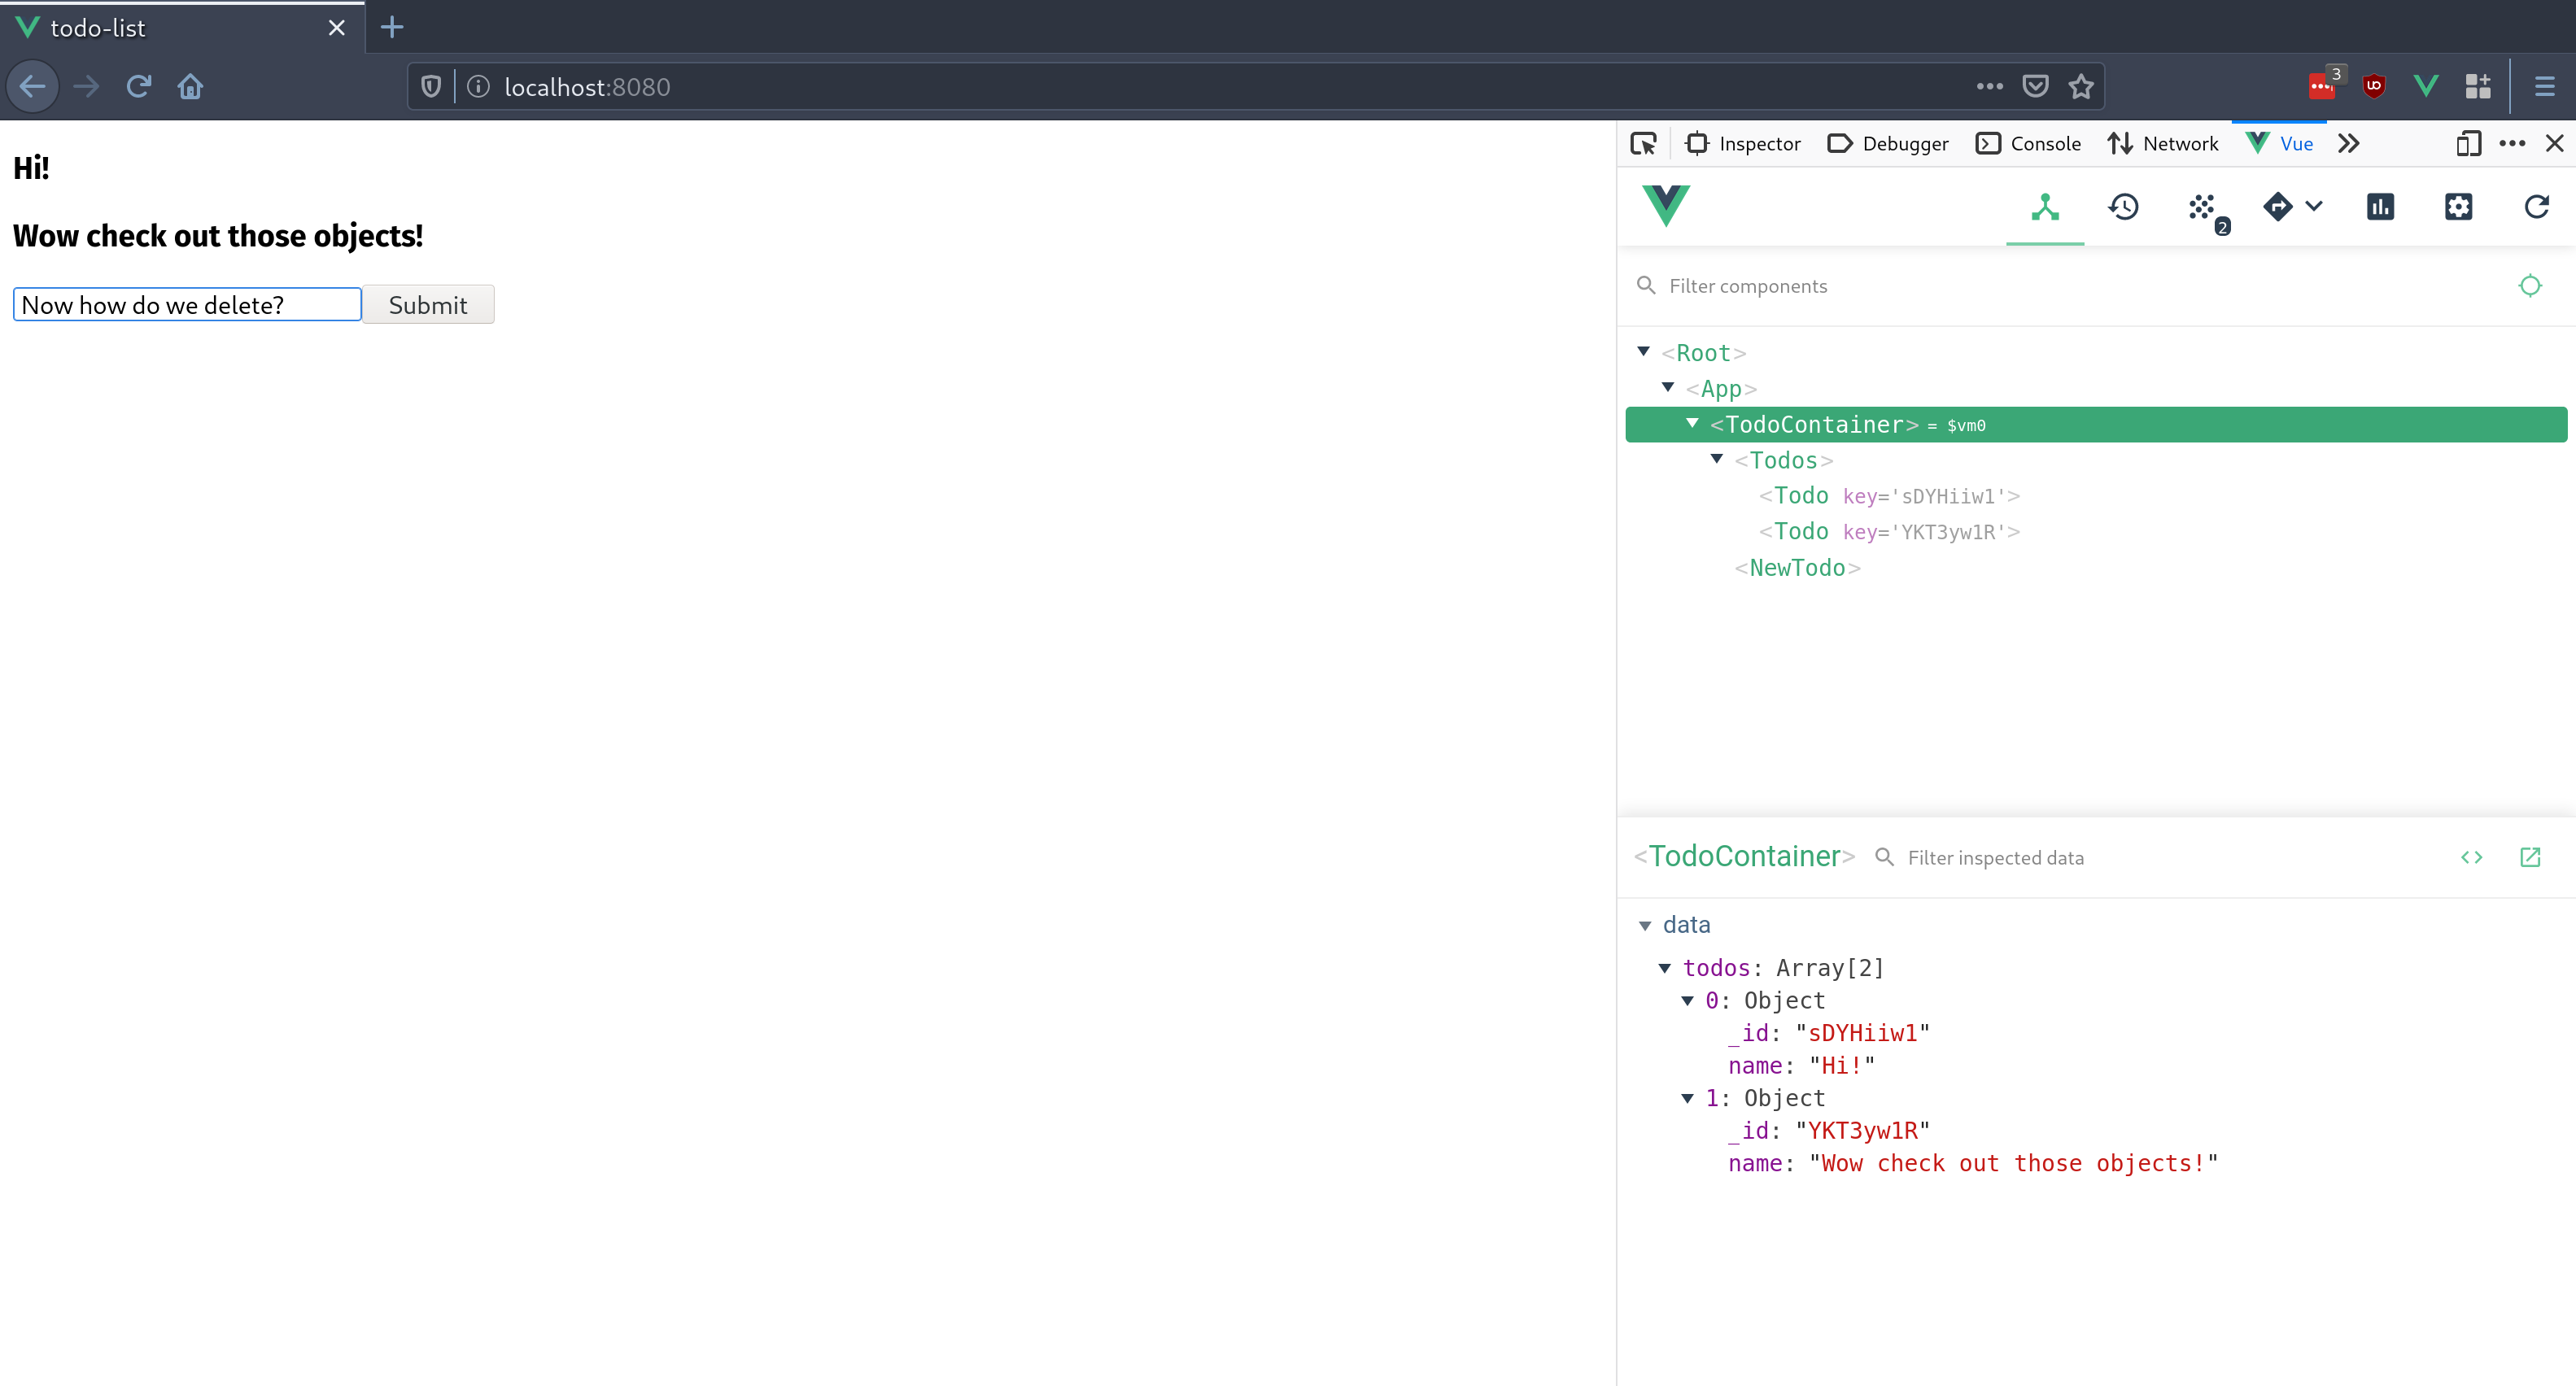 todo-list
localhost:8080
3
Hi!
Wow check out those objects!
Now how do we delete? Submit
Inspector Debugger Console Network Vue
2
Filter components
<Root>
<App>
<TodoContainer> = $vm0
<Todos>
<Todo key='sDYHiiw1'>
<Todo key='YKT3yw1R'>
<NewTodo>
<TodoContainer> Filter inspected data
data
todos: Array[2]
0: Object
_id: "sDYHiiw1"
name: "Hi!"
1: Object
_id: "YKT3yw1R"
name: "Wow check out those objects!"